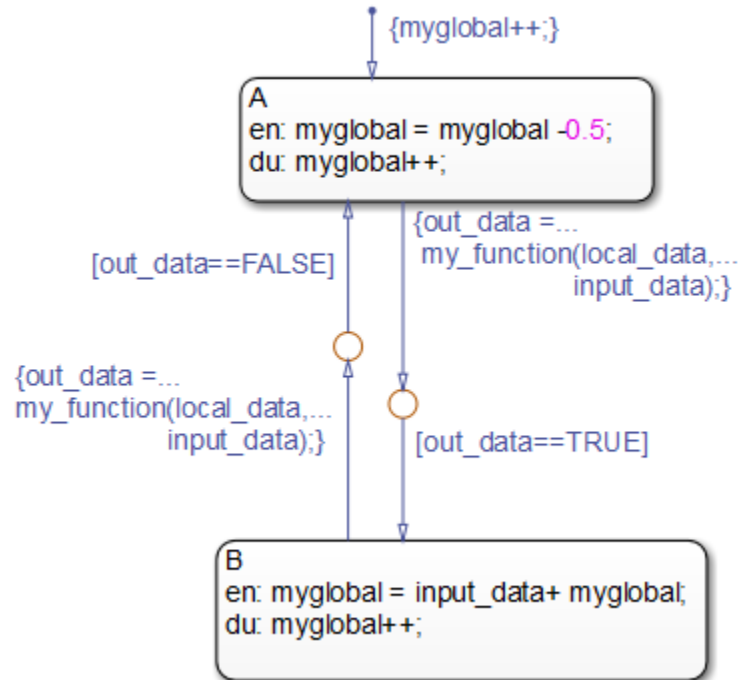 {myglobal++;}
A
en: myglobal = myglobal -0.5;
du: myglobal++;
{out_data =...
my_function(local_data,...
input_data);}
[out_data==FALSE]
{out_data =...
my_function(local_data,...
input_data);}
[out_data==TRUE]
B
en: myglobal = input_data+ myglobal;
du: myglobal++;